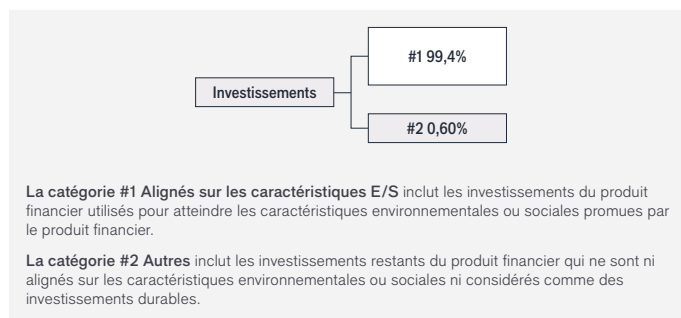 #1 99,4%
Investissements
#2 0,60%
La catégorie #1 Alignés sur les caractéristiques E/S inclut les investissements du produit
financier utilisés pour atteindre les caractéristiques environnementales ou sociales promues par
le produit financier.
La catégorie #2 Autres inclut les investissements restants du produit financier qui ne sont ni
alignés sur les caractéristiques environnementales ou sociales ni considérés comme des
investissements durables.